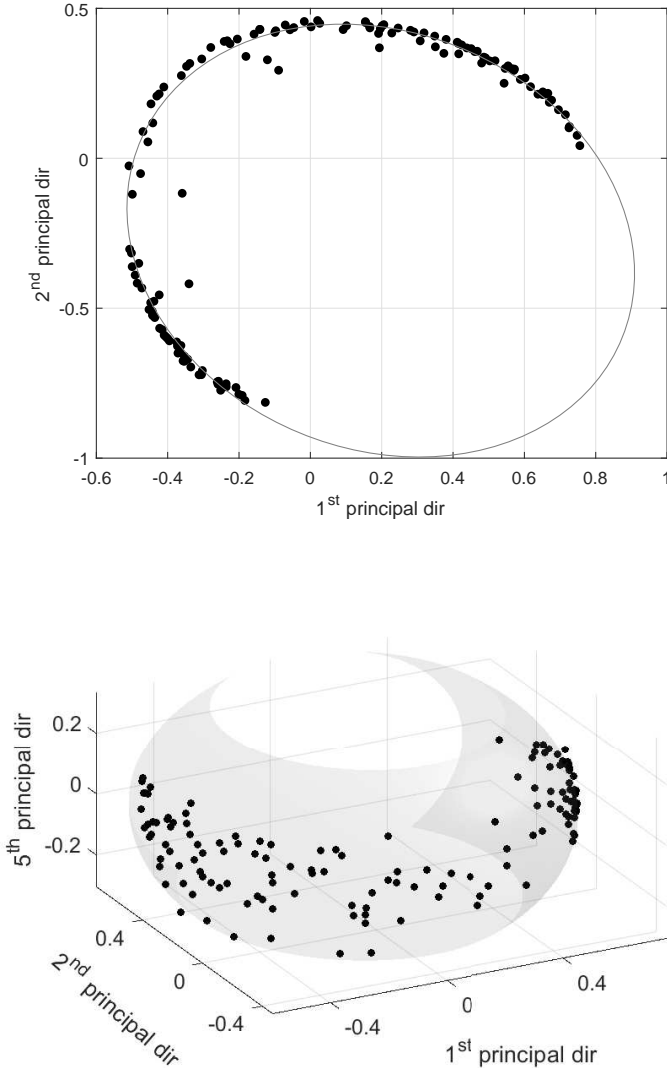 0.5
0
-0.5
-1
2nd principal dir
-0.6 -0.4 -0.2 0 0.2 0.4 0.6 0.8 1
1st principal dir
0.2
0
-0.2
5th principal dir
0.4
0
-0.4
2nd principal dir
-0.4
0
0.4
1st principal dir